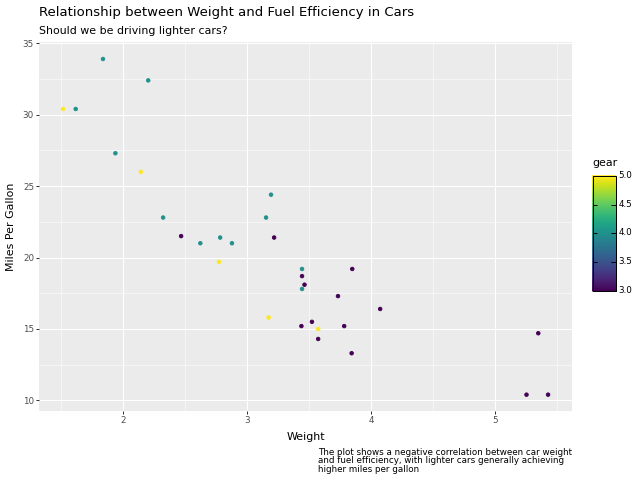 Relationship between Weight and Fuel Efficiency in Cars
Should we be driving lighter cars?
35
30
25
20
15
10
Miles Per Gallon
2
3
4
5
Weight
gear
5.0
4.5
4.0
3.5
3.0
The plot shows a negative correlation between car weight
and fuel efficiency, with lighter cars generally achieving
higher miles per gallon